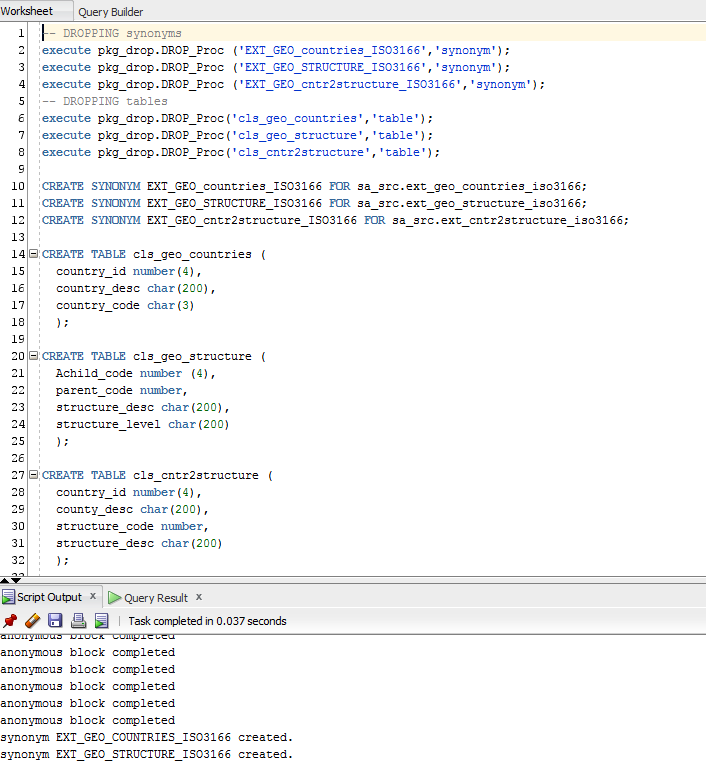 Worksheet Query Builder
1 -- DROPPING synonyms
2 execute pkg_drop.DROP_Proc ('EXT_GEO_countries_ISO3166','synonym');
3 execute pkg_drop.DROP_Proc ('EXT_GEO_STRUCTURE_ISO3166','synonym');
4 execute pkg_drop.DROP_Proc ('EXT_GEO_cntr2structure_ISO3166','synonym');
5 -- DROPPING tables
6 execute pkg_drop.DROP_Proc('cls_geo_countries','table');
7 execute pkg_drop.DROP_Proc('cls_geo_structure','table');
8 execute pkg_drop.DROP_Proc('cls_cntr2structure','table');
9
10 CREATE SYNONYM EXT_GEO_countries_ISO3166 FOR sa_src.ext_geo_countries_iso3166;
11 CREATE SYNONYM EXT_GEO_STRUCTURE_ISO3166 FOR sa_src.ext_geo_structure_iso3166;
12 CREATE SYNONYM EXT_GEO_cntr2structure_ISO3166 FOR sa_src.ext_cntr2structure_iso3166;
13
14 CREATE TABLE cls_geo_countries (
15 country_id number(4),
16 country_desc char(200),
17 country_code char(3)
18 );
19
20 CREATE TABLE cls_geo_structure (
21 Achild_code number (4),
22 parent_code number,
23 structure_desc char(200),
24 structure_level char(200)
25 );
26
27 CREATE TABLE cls_cntr2structure (
28 country_id number(4),
29 county_desc char(200),
30 structure_code number,
31 structure_desc char(200)
32 );
Script Output x Query Result x
Task completed in 0.037 seconds
anonymous block completed
anonymous block completed
anonymous block completed
anonymous block completed
anonymous block completed
anonymous block completed
synonym EXT_GEO_COUNTRIES_ISO3166 created.
synonym EXT_GEO_STRUCTURE_ISO3166 created.